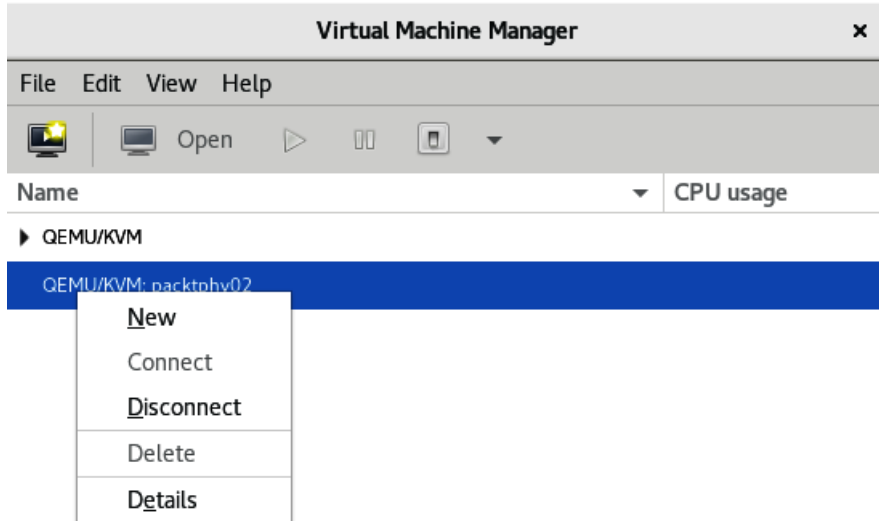 Virtual Machine Manager
File Edit View Help
Open
Name CPU usage
QEMU/KVM
QEMU/KVM: packtphy02
New
Connect
Disconnect
Delete
Details